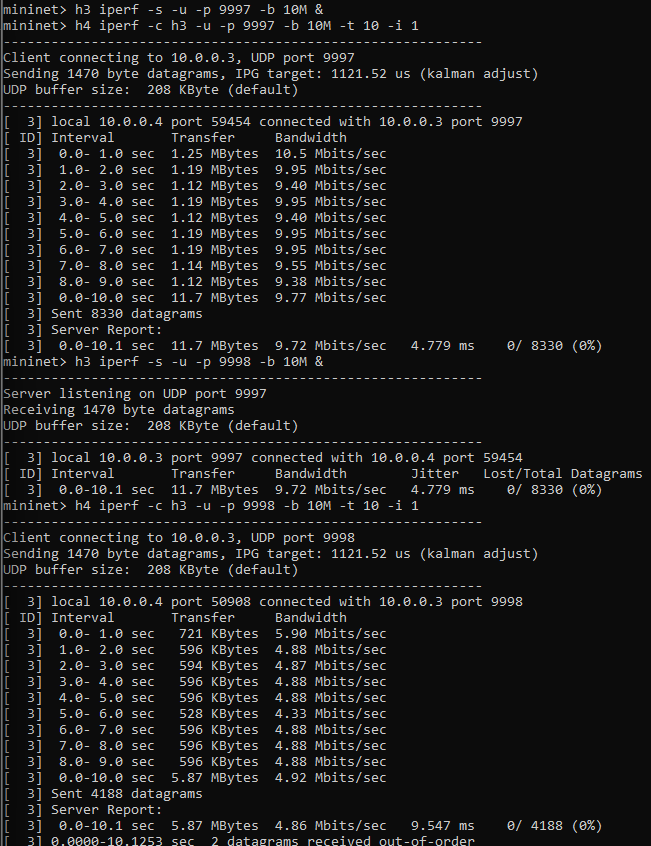 mininet> h3 iperf -s -u -p 9997 -b 10M &
mininet> h4 iperf -c h3 -u -p 9997 -b 10M -t 10 -i 1
------------------------------------------------------------
Client connecting to 10.0.0.3, UDP port 9997
Sending 1470 byte datagrams, IPG target: 1121.52 us (kalman adjust)
UDP buffer size:  208 KByte (default)
------------------------------------------------------------
[  3] local 10.0.0.4 port 59454 connected with 10.0.0.3 port 9997
[ ID] Interval       Transfer     Bandwidth
[  3]  0.0- 1.0 sec  1.25 MBytes  10.5 Mbits/sec
[  3]  1.0- 2.0 sec  1.19 MBytes  9.95 Mbits/sec
[  3]  2.0- 3.0 sec  1.12 MBytes  9.40 Mbits/sec
[  3]  3.0- 4.0 sec  1.19 MBytes  9.95 Mbits/sec
[  3]  4.0- 5.0 sec  1.12 MBytes  9.40 Mbits/sec
[  3]  5.0- 6.0 sec  1.19 MBytes  9.95 Mbits/sec
[  3]  6.0- 7.0 sec  1.19 MBytes  9.95 Mbits/sec
[  3]  7.0- 8.0 sec  1.14 MBytes  9.55 Mbits/sec
[  3]  8.0- 9.0 sec  1.12 MBytes  9.38 Mbits/sec
[  3]  0.0-10.0 sec  11.7 MBytes  9.77 Mbits/sec
[  3] Sent 8330 datagrams
[  3] Server Report:
[  3]  0.0-10.1 sec  11.7 MBytes  9.72 Mbits/sec   4.779 ms    0/ 8330 (0%)
mininet> h3 iperf -s -u -p 9998 -b 10M &
------------------------------------------------------------
Server listening on UDP port 9997
Receiving 1470 byte datagrams
UDP buffer size:  208 KByte (default)
------------------------------------------------------------
[  3] local 10.0.0.3 port 9997 connected with 10.0.0.4 port 59454
[ ID] Interval       Transfer     Bandwidth        Jitter   Lost/Total Datagrams
[  3]  0.0-10.1 sec  11.7 MBytes  9.72 Mbits/sec   4.779 ms    0/ 8330 (0%)
mininet> h4 iperf -c h3 -u -p 9998 -b 10M -t 10 -i 1
------------------------------------------------------------
Client connecting to 10.0.0.3, UDP port 9998
Sending 1470 byte datagrams, IPG target: 1121.52 us (kalman adjust)
UDP buffer size:  208 KByte (default)
------------------------------------------------------------
[  3] local 10.0.0.4 port 50908 connected with 10.0.0.3 port 9998
[ ID] Interval       Transfer     Bandwidth
[  3]  0.0- 1.0 sec   721 KBytes  5.90 Mbits/sec
[  3]  1.0- 2.0 sec   596 KBytes  4.88 Mbits/sec
[  3]  2.0- 3.0 sec   594 KBytes  4.87 Mbits/sec
[  3]  3.0- 4.0 sec   596 KBytes  4.88 Mbits/sec
[  3]  4.0- 5.0 sec   596 KBytes  4.88 Mbits/sec
[  3]  5.0- 6.0 sec   528 KBytes  4.33 Mbits/sec
[  3]  6.0- 7.0 sec   596 KBytes  4.88 Mbits/sec
[  3]  7.0- 8.0 sec   596 KBytes  4.88 Mbits/sec
[  3]  8.0- 9.0 sec   596 KBytes  4.88 Mbits/sec
[  3]  0.0-10.0 sec  5.87 MBytes  4.92 Mbits/sec
[  3] Sent 4188 datagrams
[  3] Server Report:
[  3]  0.0-10.1 sec  5.87 MBytes  4.86 Mbits/sec   9.547 ms    0/ 4188 (0%)
[  3] 0.0000-10.1253 sec  2 datagrams received out-of-order